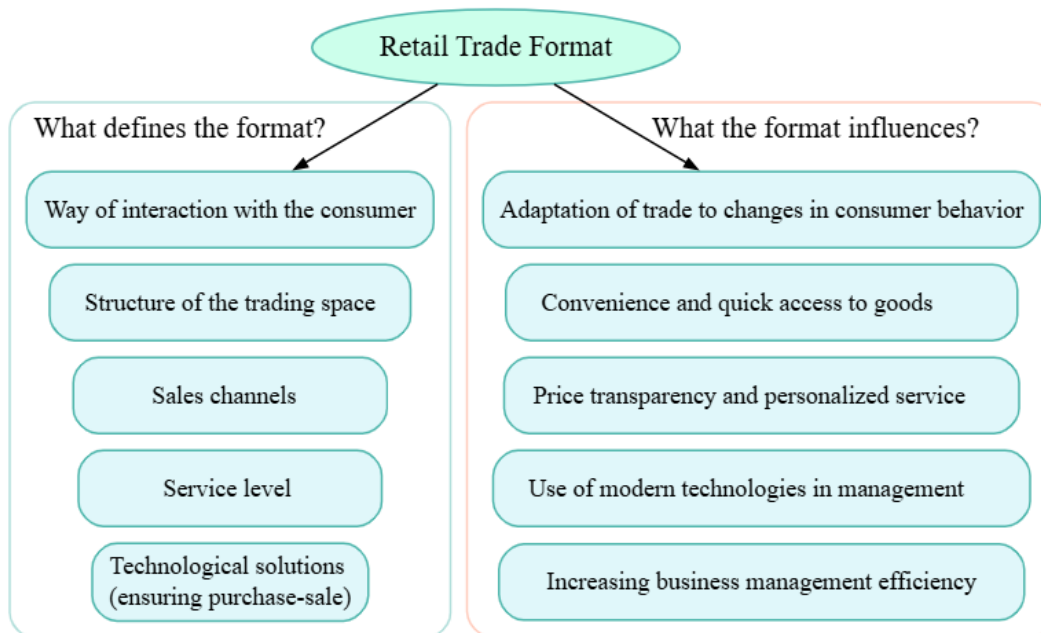 Retail Trade Format
What defines the format?
Way of interaction with the consumer
Structure of the trading space
Sales channels
Service level
Technological solutions
(ensuring purchase-sale)
What the format influences?
Adaptation of trade to changes in consumer behavior
Convenience and quick access to goods
Price transparency and personalized service
Use of modern technologies in management
Increasing business management efficiency